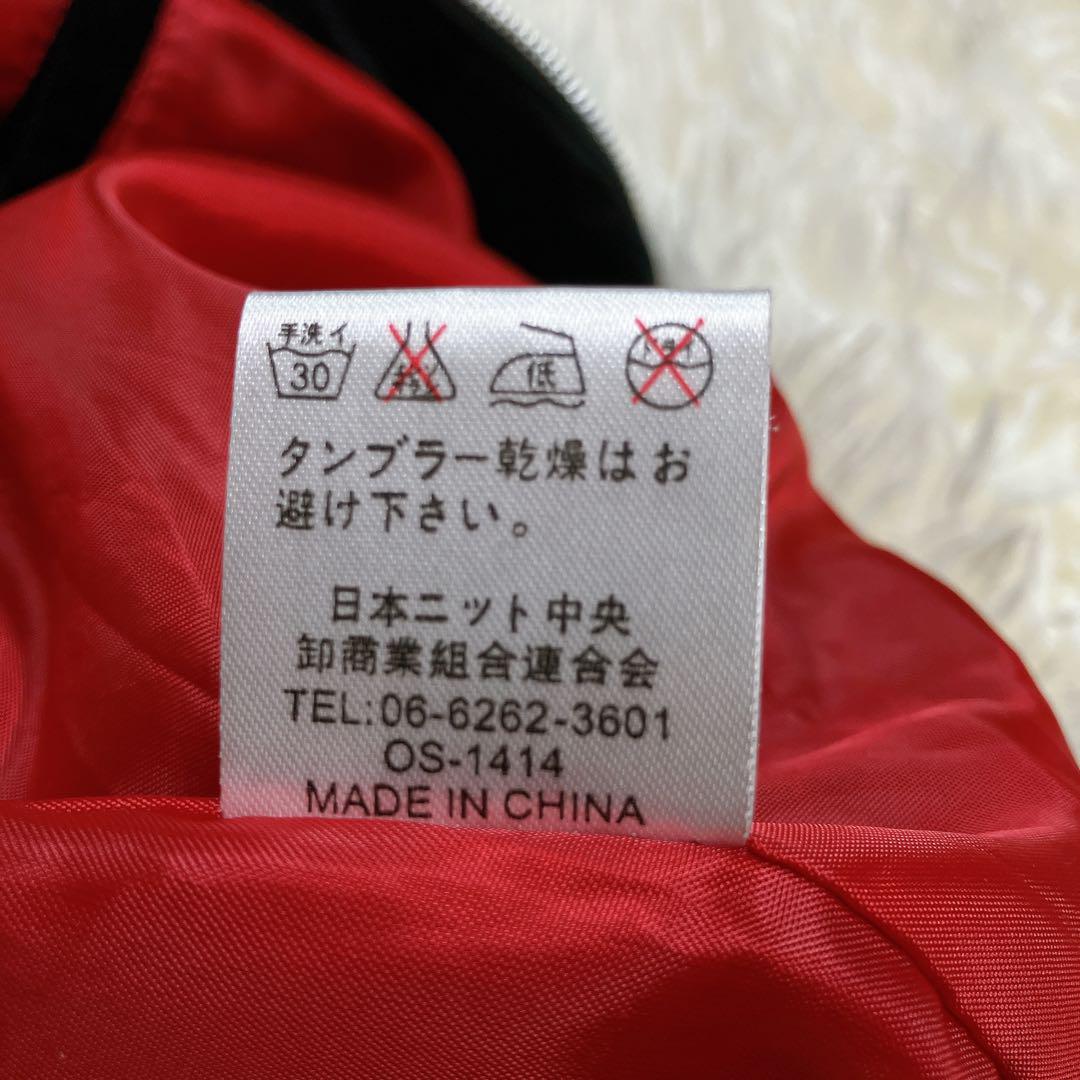 手洗イ
30
低
タンブラー乾燥はお
避け下さい。
日本ニット中央
卸商業組合連合会
TEL:06-6262-3601
OS-1414
MADE IN CHINA